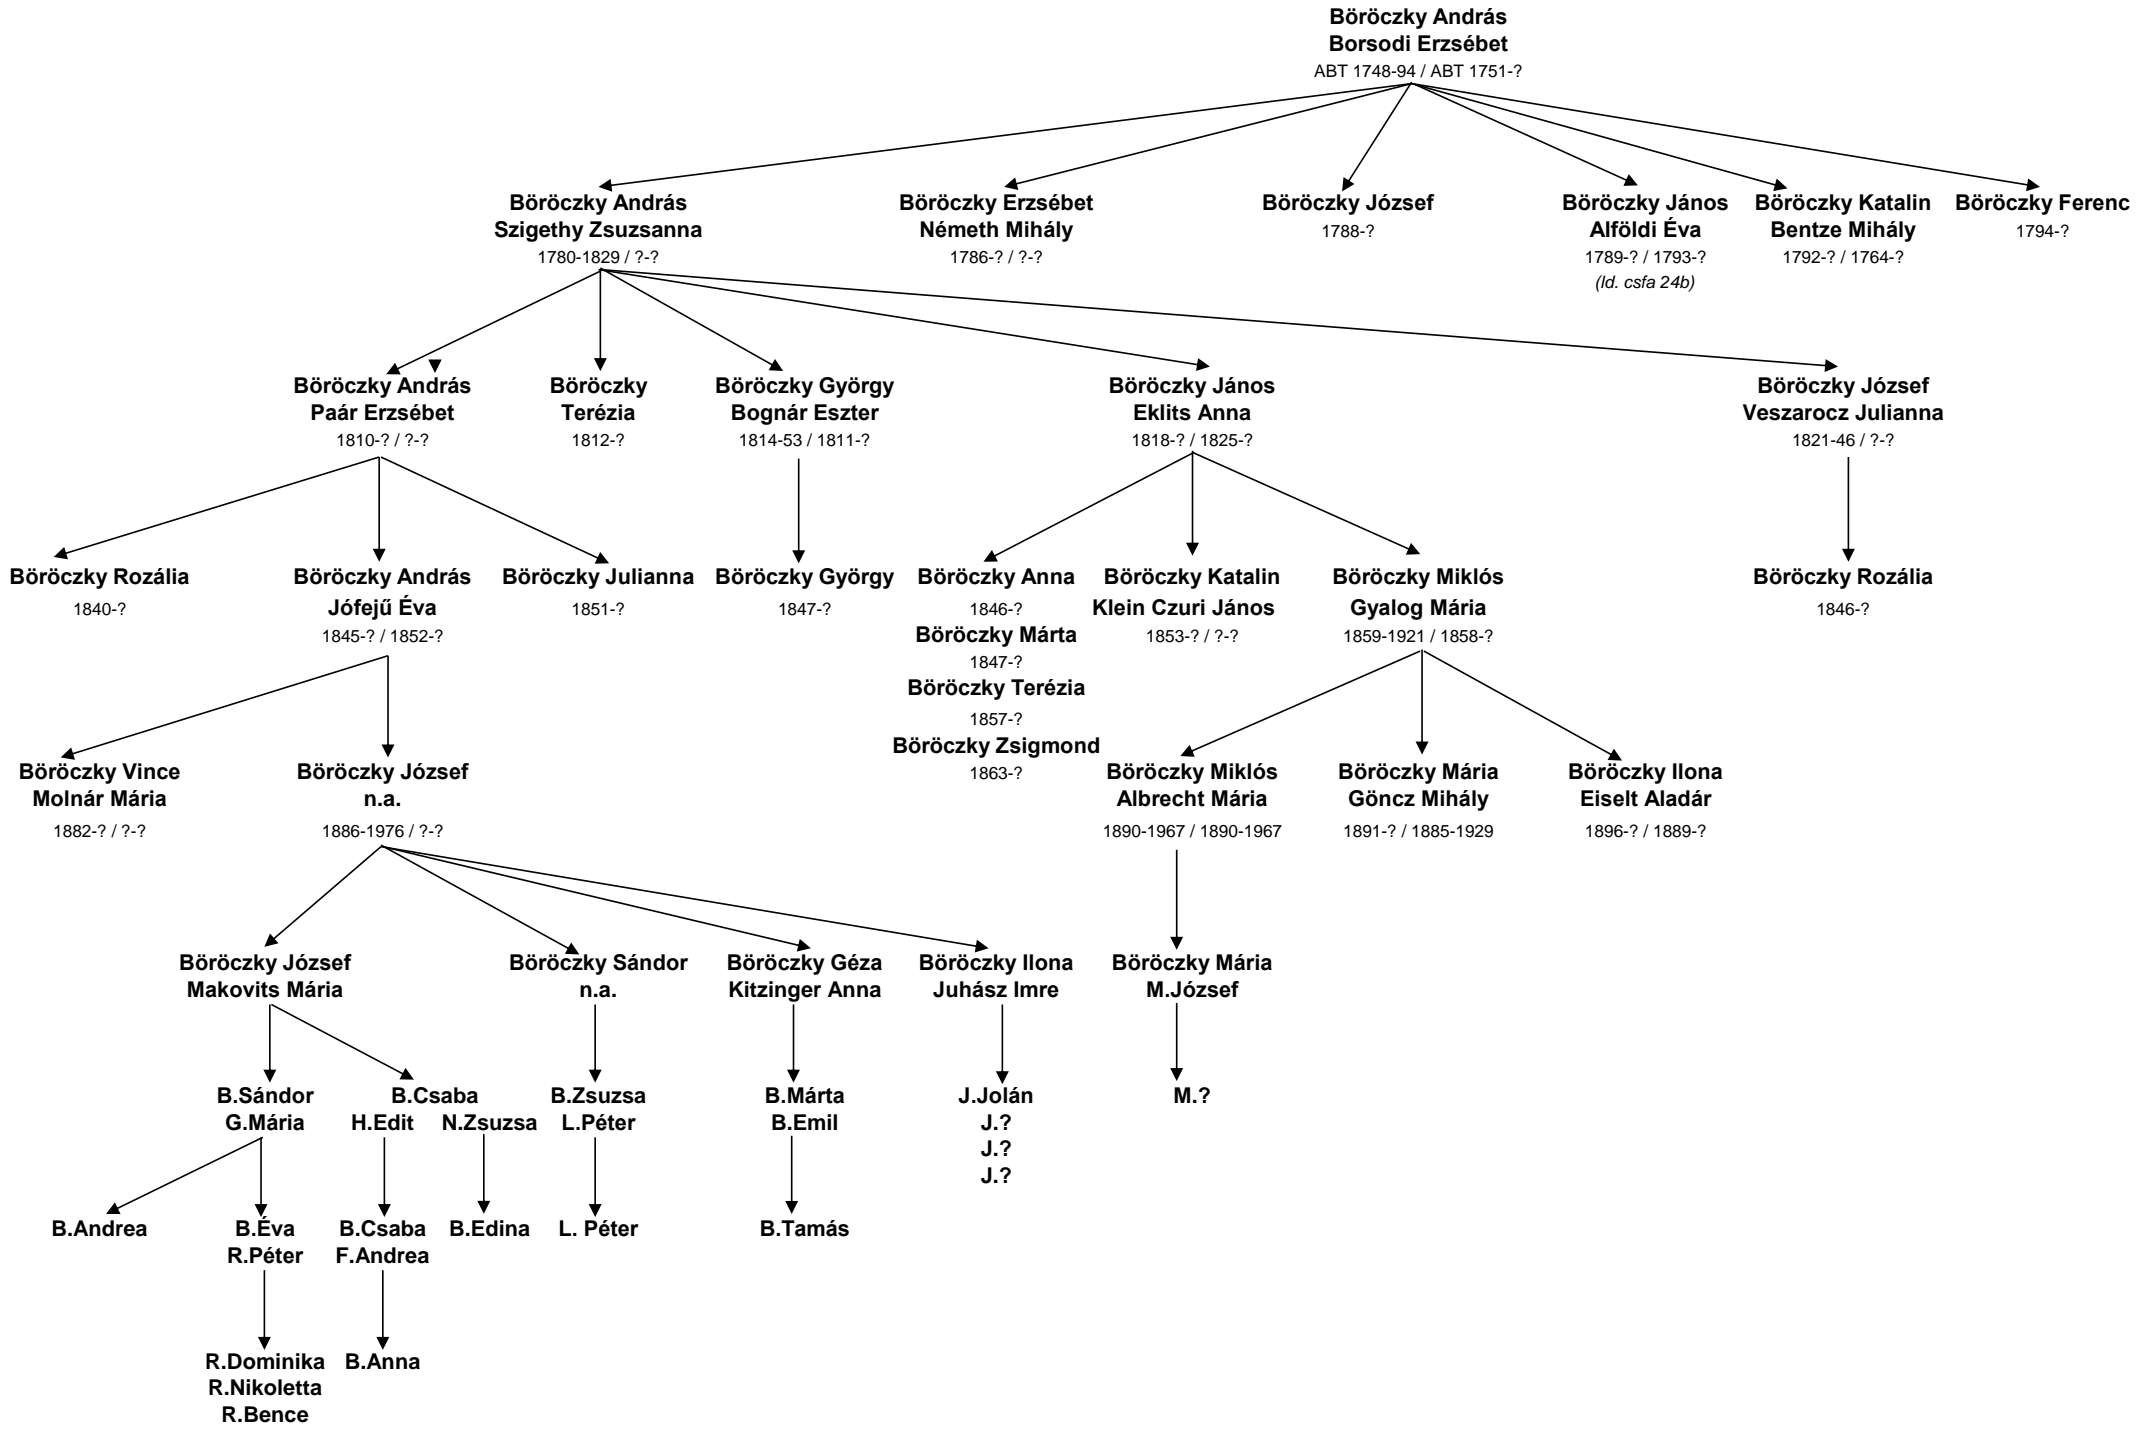 Böröczky András
Borsodi Erzsébet
ABT 1748-94 / ABT 1751-?
Böröczky András
Szigethy Zsuzsanna
1780-1829 / ?-?
Böröczky Erzsébet
Németh Mihály
1786-? / ?-?
Böröczky József
1788-?
Böröczky János
Alföldi Éva
1789-? / 1793-?
(ld. csfa 24b)
Böröczky Katalin
Bentze Mihály
1792-? / 1764-?
Böröczky Ferenc
1794-?
Böröczky András
Paár Erzsébet
1810-? / ?-?
Böröczky
Terézia
1812-?
Böröczky György
Bognár Eszter
1814-53 / 1811-?
Böröczky János
Eklits Anna
1818-? / 1825-?
Böröczky József
Veszarocz Julianna
1821-46 / ?-?
Böröczky Rozália
1840-?
Böröczky András
Jófejű Éva
1845-? / 1852-?
Böröczky Julianna
1851-?
Böröczky György
1847-?
Böröczky Anna
1846-?
Böröczky Márta
1847-?
Böröczky Terézia
1857-?
Böröczky Zsigmond
1863-?
Böröczky Katalin
Klein Czuri János
1853-? / ?-?
Böröczky Miklós
Gyalog Mária
1859-1921 / 1858-?
Böröczky Rozália
1846-?
Böröczky Vince
Molnár Mária
1882-? / ?-?
Böröczky József
n.a.
1886-1976 / ?-?
Böröczky Miklós
Albrecht Mária
1890-1967 / 1890-1967
Böröczky Mária
Göncz Mihály
1891-? / 1885-1929
Böröczky Ilona
Eiselt Aladár
1896-? / 1889-?
Böröczky József
Makovits Mária
Böröczky Sándor
n.a.
Böröczky Géza
Kitzinger Anna
Böröczky Ilona
Juhász Imre
Böröczky Mária
M.József
B.Sándor
G.Mária
B.Csaba
H.Edit N.Zsuzsa
B.Zsuzsa
L.Péter
B.Márta
B.Emil
J.Jolán
J.?
J.?
J.?
M.?
B.Andrea
B.Éva
R.Péter
B.Csaba
F.Andrea
B.Edina
L. Péter
B.Tamás
R.Dominika
R.Nikoletta
R.Bence
B.Anna